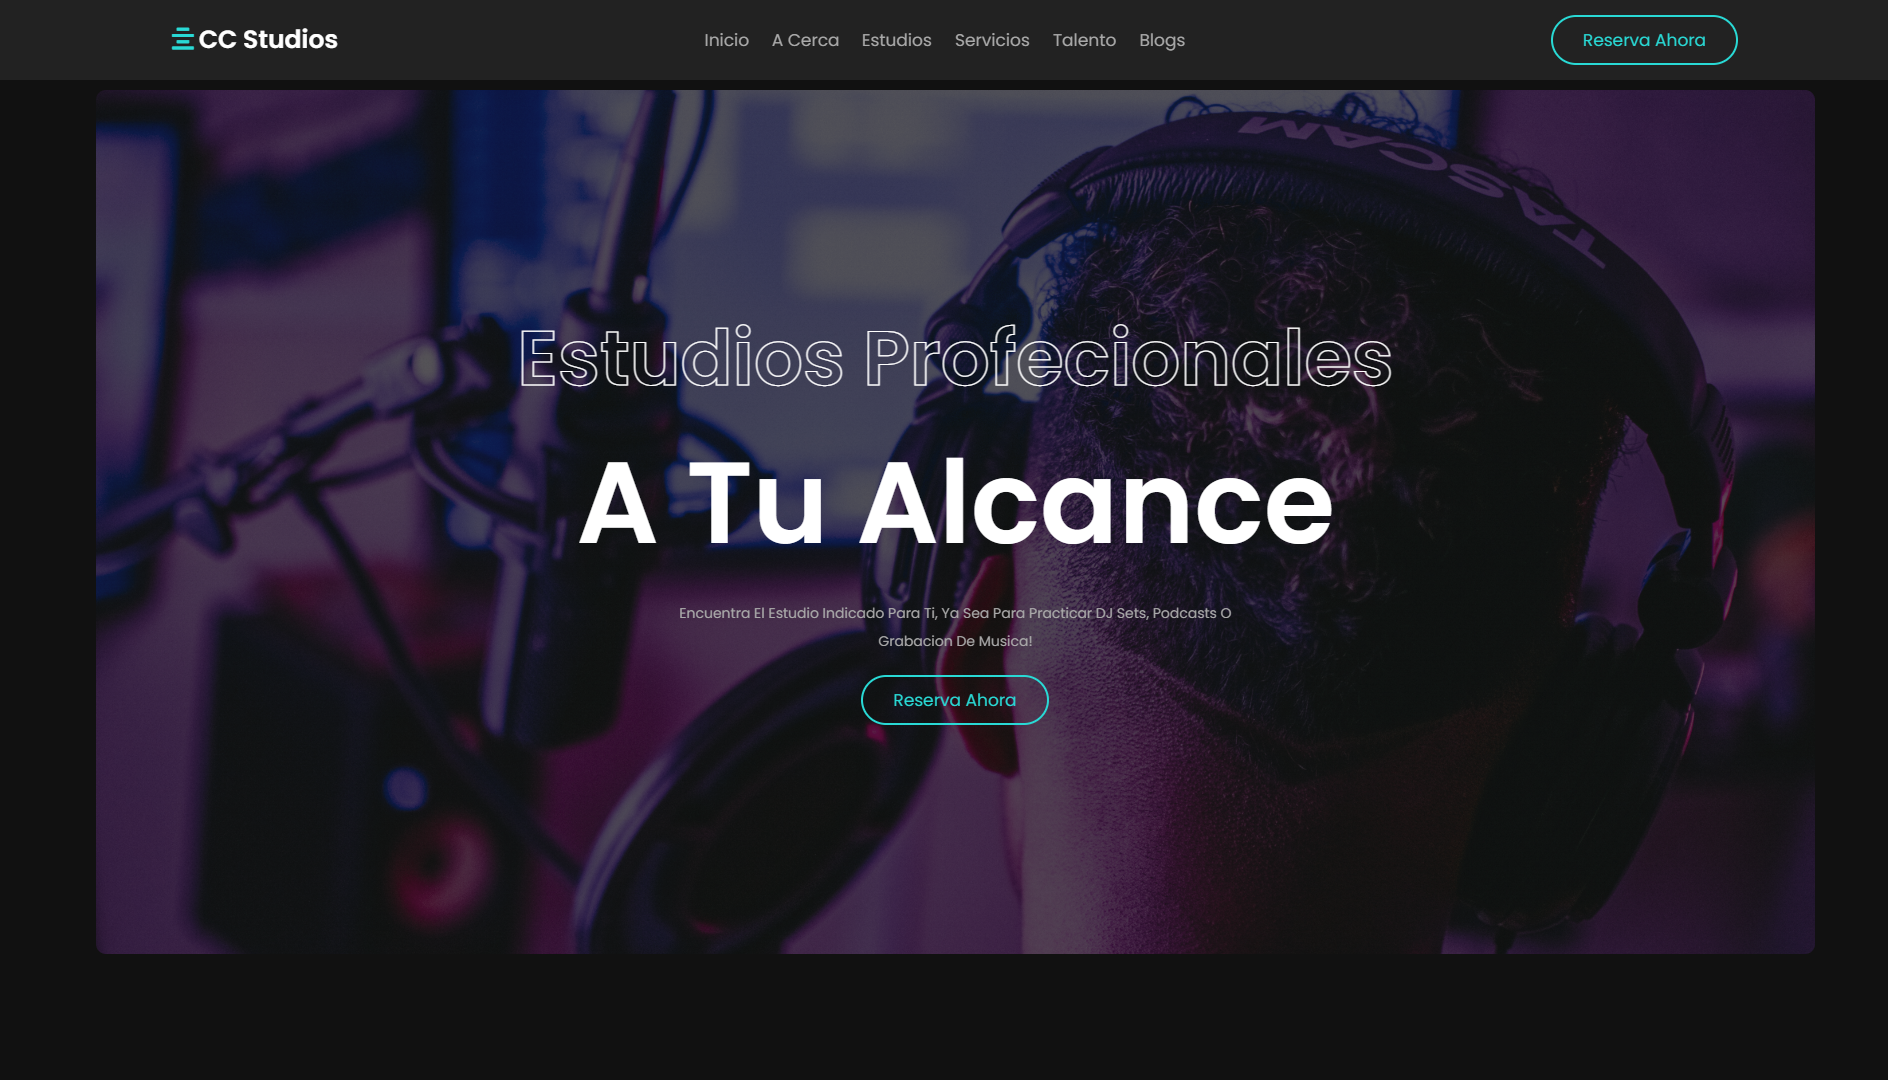 CC Studios
Inicio A Cerca Estudios Servicios Talento Blogs
Reserva Ahora
TASCAM
Estudios Profecionales
A Tu Alcance
Encuentra El Estudio Indicado Para Ti, Ya Sea Para Practicar DJ Sets, Podcasts O
Grabacion De Musica!
Reserva Ahora